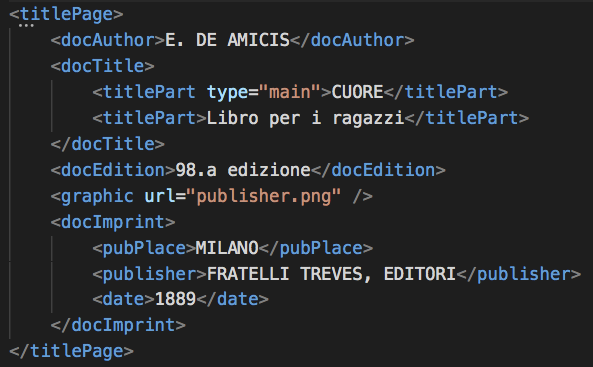 <titlePage>
    <docAuthor>E. DE AMICIS</docAuthor>
    <docTitle>
        <titlePart type="main">CUORE</titlePart>
        <titlePart>Libro per i ragazzi</titlePart>
    </docTitle>
    <docEdition>98.a edizione</docEdition>
    <graphic url="publisher.png" />
    <docImprint>
        <pubPlace>MILANO</pubPlace>
        <publisher>FRATELLI TREVES, EDITORI</publisher>
        <date>1889</date>
    </docImprint>
</titlePage>